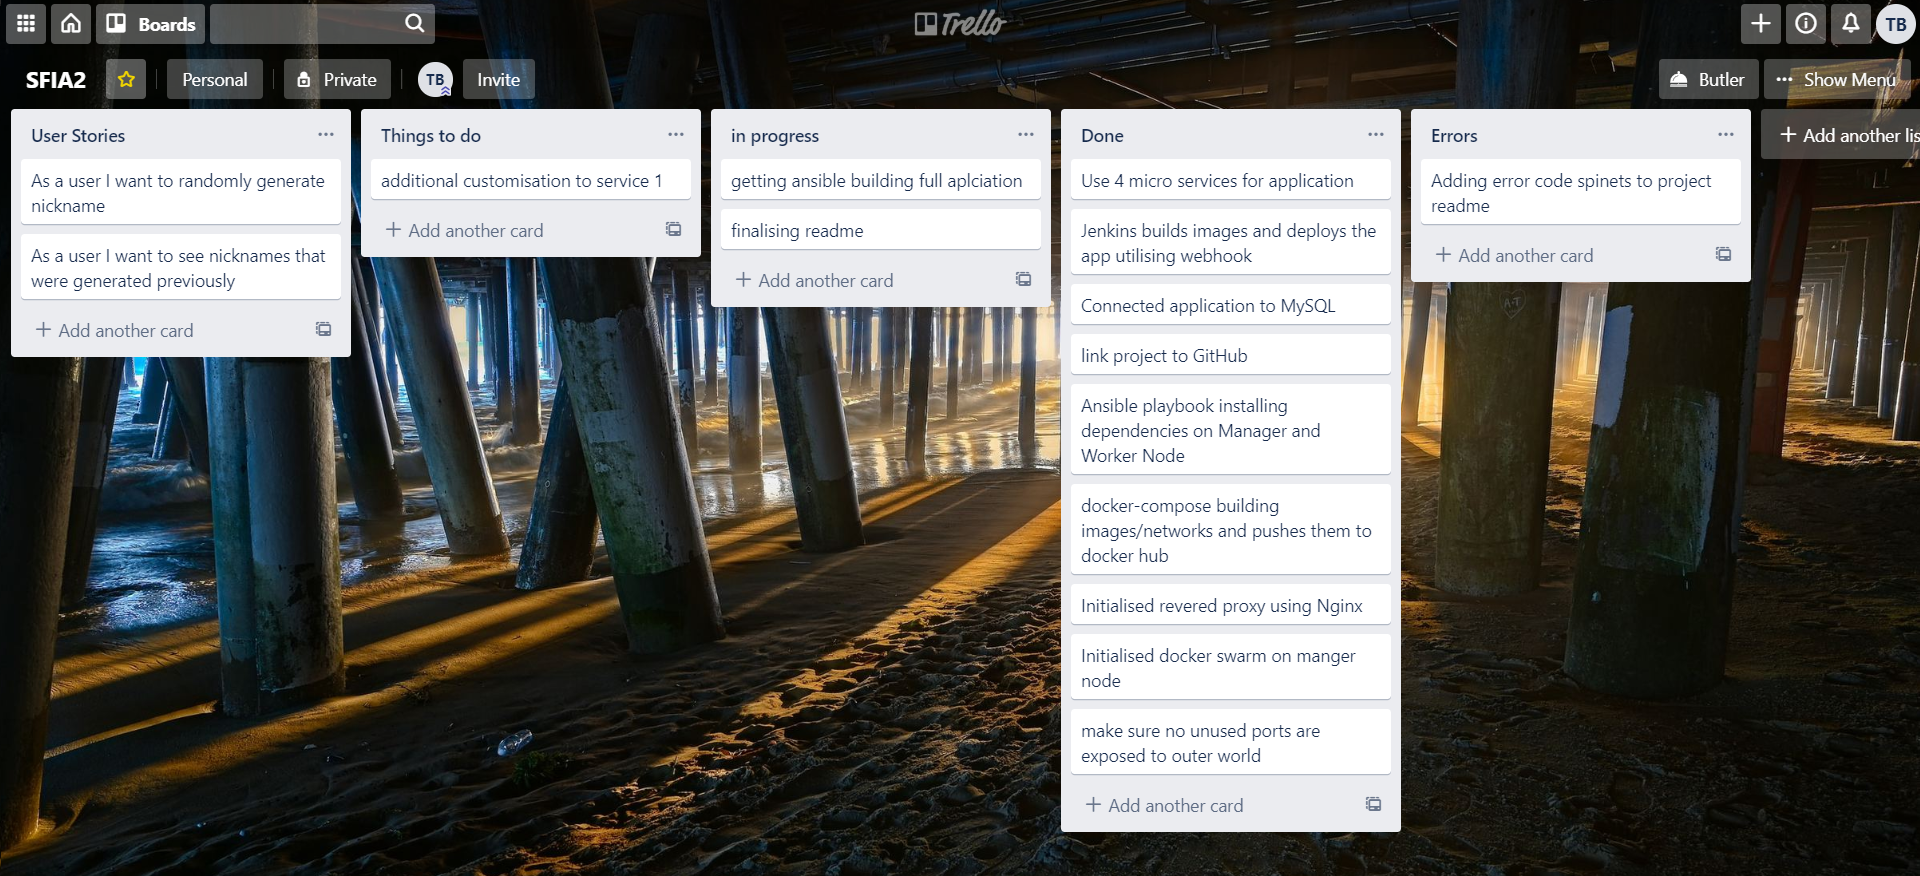 Boards
Trello
TB
SFIA2
Personal
Private
TB
Invite
Butler
Show Menu
User Stories
As a user I want to randomly generate
nickname
As a user I want to see nicknames that
were generated previously
Add another card
Things to do
additional customisation to service 1
Add another card
in progress
getting ansible building full aplciation
finalising readme
Add another card
Done
Use 4 micro services for application
Jenkins builds images and deploys the
app utilising webhook
Connected application to MySQL
link project to GitHub
Ansible playbook installing
dependencies on Manager and
Worker Node
docker-compose building
images/networks and pushes them to
docker hub
Initialised revered proxy using Nginx
Initialised docker swarm on manger
node
make sure no unused ports are
exposed to outer world
Add another card
Errors
Adding error code spinets to project
readme
Add another card
Add another lis
A-T